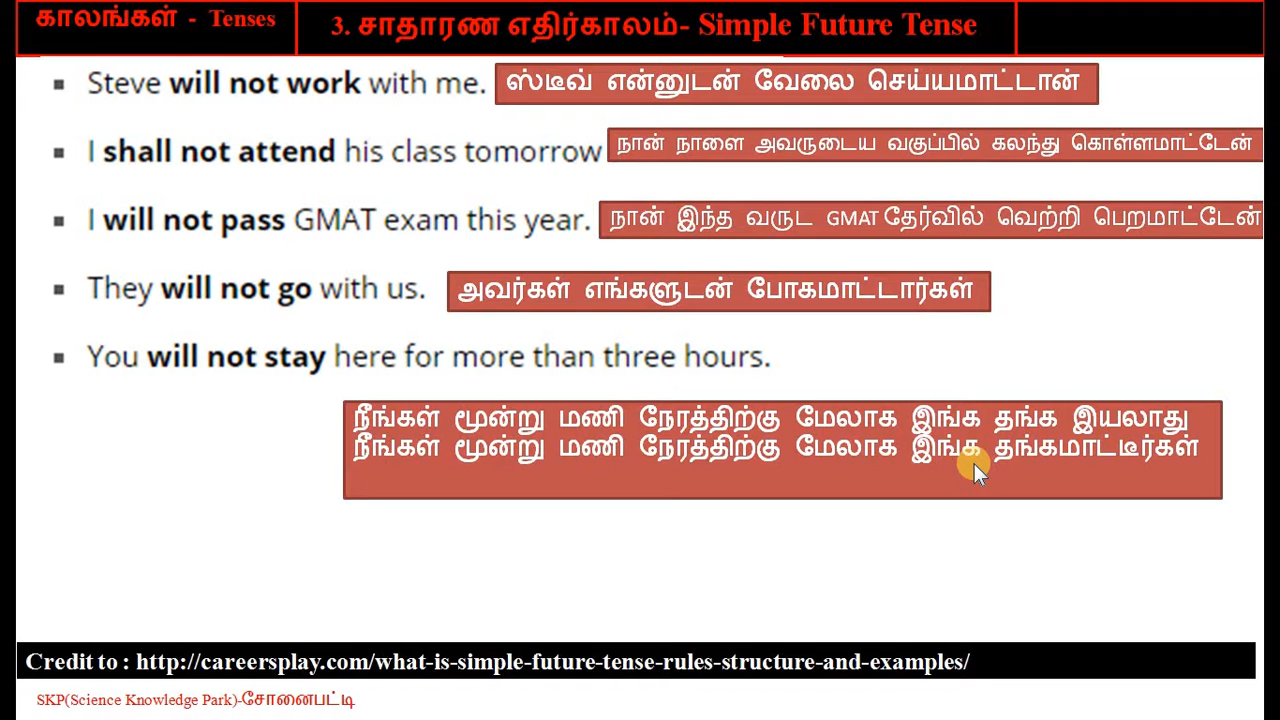 காலங்கள் - Tenses
3. சாதாரண எதிர்காலம்- Simple Future Tense
Steve will not work with me. ஸ்டீவ் என்னுடன் வேலை செய்யமாட்டான்
I shall not attend his class tomorrow நான் நாளை அவருடைய வகுப்பில் கலந்து கொள்ளமாட்டேன்
I will not pass GMAT exam this year. நான் இந்த வருட GMAT தேர்வில் வெற்றி பெறமாட்டேன்
They will not go with us. அவர்கள் எங்களுடன் போகமாட்டார்கள்
You will not stay here for more than three hours.
நீங்கள் மூன்று மணி நேரத்திற்கு மேலாக இங்க தங்க இயலாது
நீங்கள் மூன்று மணி நேரத்திற்கு மேலாக இங்க தங்கமாட்டீர்கள்
Credit to : http://careersplay.com/what-is-simple-future-tense-rules-structure-and-examples/
SKP(Science Knowledge Park)-சோனைபட்டி